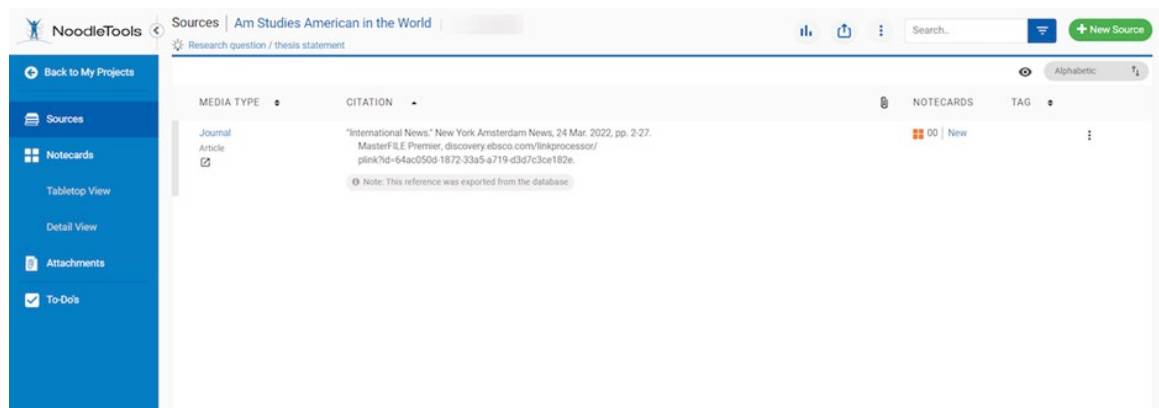 NoodleTools
Sources | Am Studies American in the World
Research question / thesis statement
Search..
New Source
Back to My Projects
Alphabetic
MEDIA TYPE CITATION NOTECARDS TAG
Sources
Notecards
Tabletop View
Detail View
Attachments
To-Do's
Journal
Article
"International News." New York Amsterdam News, 24 Mar. 2022, pp. 2-27.
MasterFILE Premier, discovery.ebsco.com/linkprocessor/
plink?id=64ac050d-1872-33a5-a719-d3d7c3ce182e.
Note: This reference was exported from the database
00 | New